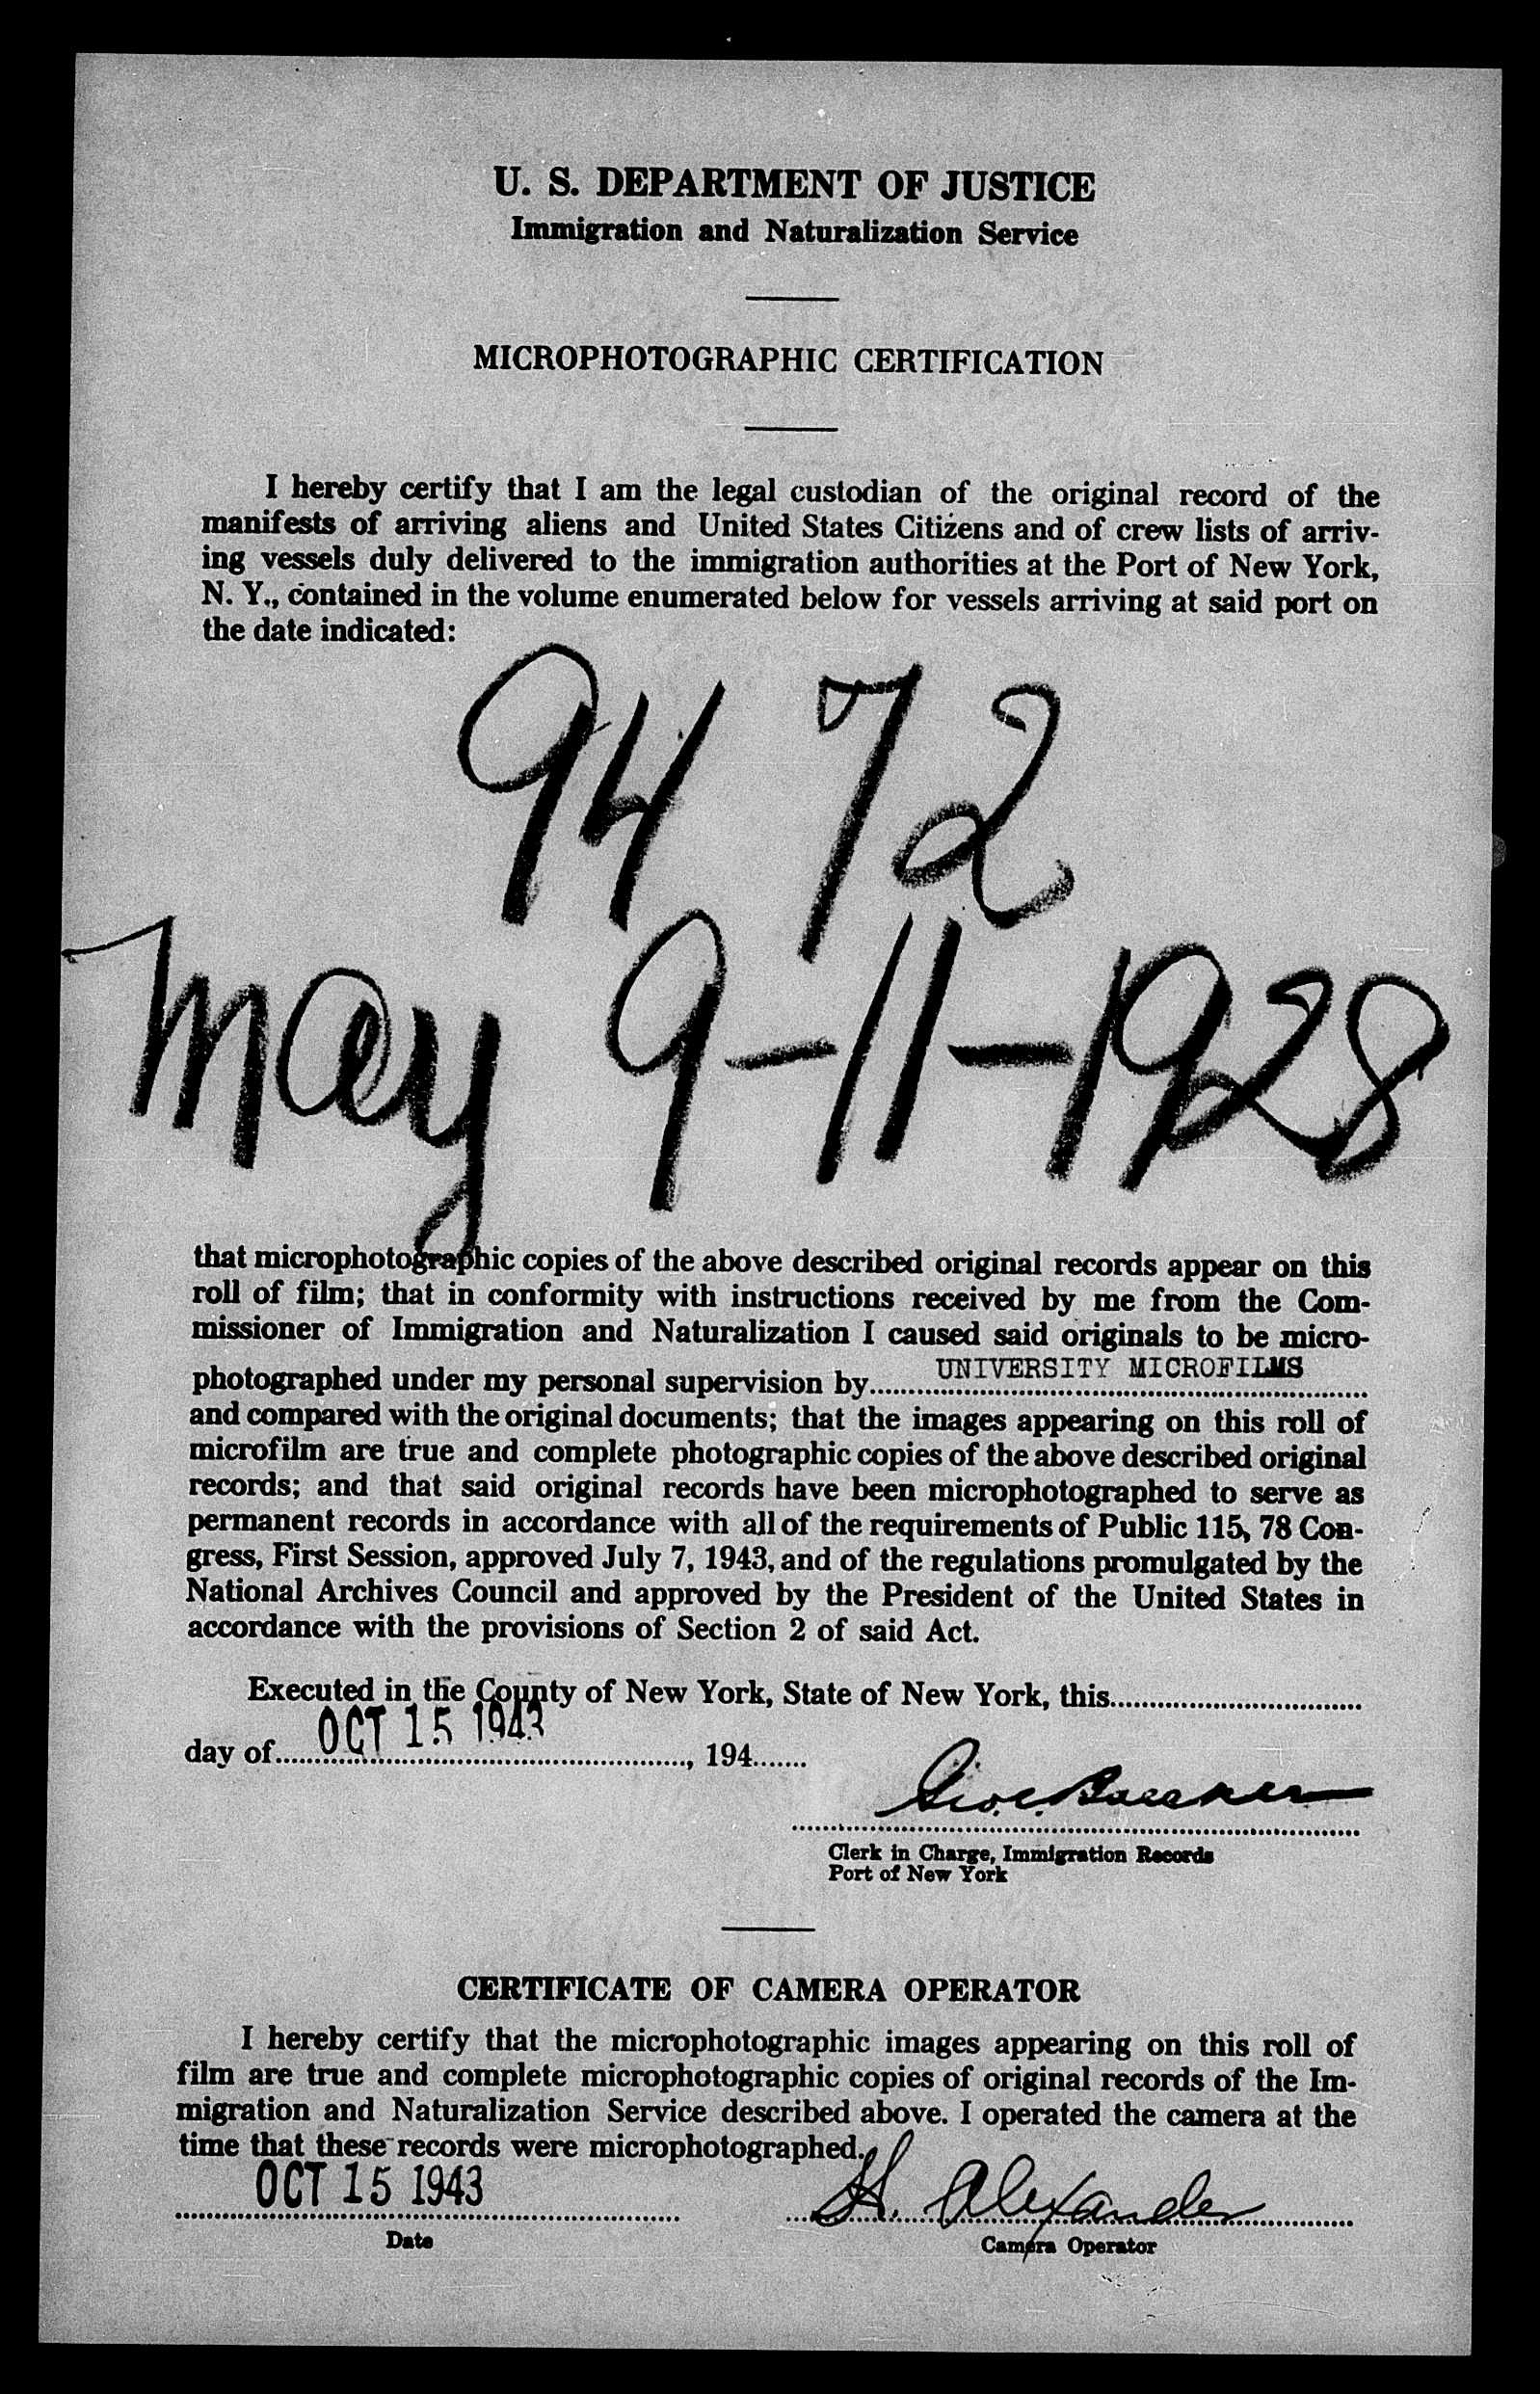 U. S. DEPARTMENT OF JUSTICE
Immigration and Naturalization Service
MICROPHOTOGRAPHIC CERTIFICATION
I hereby certify that I am the legal custodian of the original record of the
manifests of arriving aliens and United States Citizens and of crew lists of arriv-
ing vessels duly delivered to the immigration authorities at the Port of New York,
N. Y., contained in the volume enumerated below for vessels arriving at said port on
the date indicated:
9472
May 9-11-1928
that microphotographic copies of the above described original records appear on this
roll of film; that in conformity with instructions received by me from the Com-
missioner of Immigration and Naturalization I caused said originals to be micro-
photographed under my personal supervision by UNIVERSITY MICROFILMS
and compared with the original documents; that the images appearing on this roll of
microfilm are true and complete photographic copies of the above described original
records; and that said original records have been microphotographed to serve as
permanent records in accordance with all of the requirements of Public 115, 78 Con-
gress, First Session, approved July 7, 1943, and of the regulations promulgated by the
National Archives Council and approved by the President of the United States in
accordance with the provisions of Section 2 of said Act.
Executed in the County of New York, State of New York, this
day of OCT 15 1943, 194
Clerk in Charge, Immigration Records
Port of New York
CERTIFICATE OF CAMERA OPERATOR
I hereby certify that the microphotographic images appearing on this roll of
film are true and complete microphotographic copies of original records of the Im-
migration and Naturalization Service described above. I operated the camera at the
time that these records were microphotographed.
OCT 15 1943 H. Alexander
Date Camera Operator